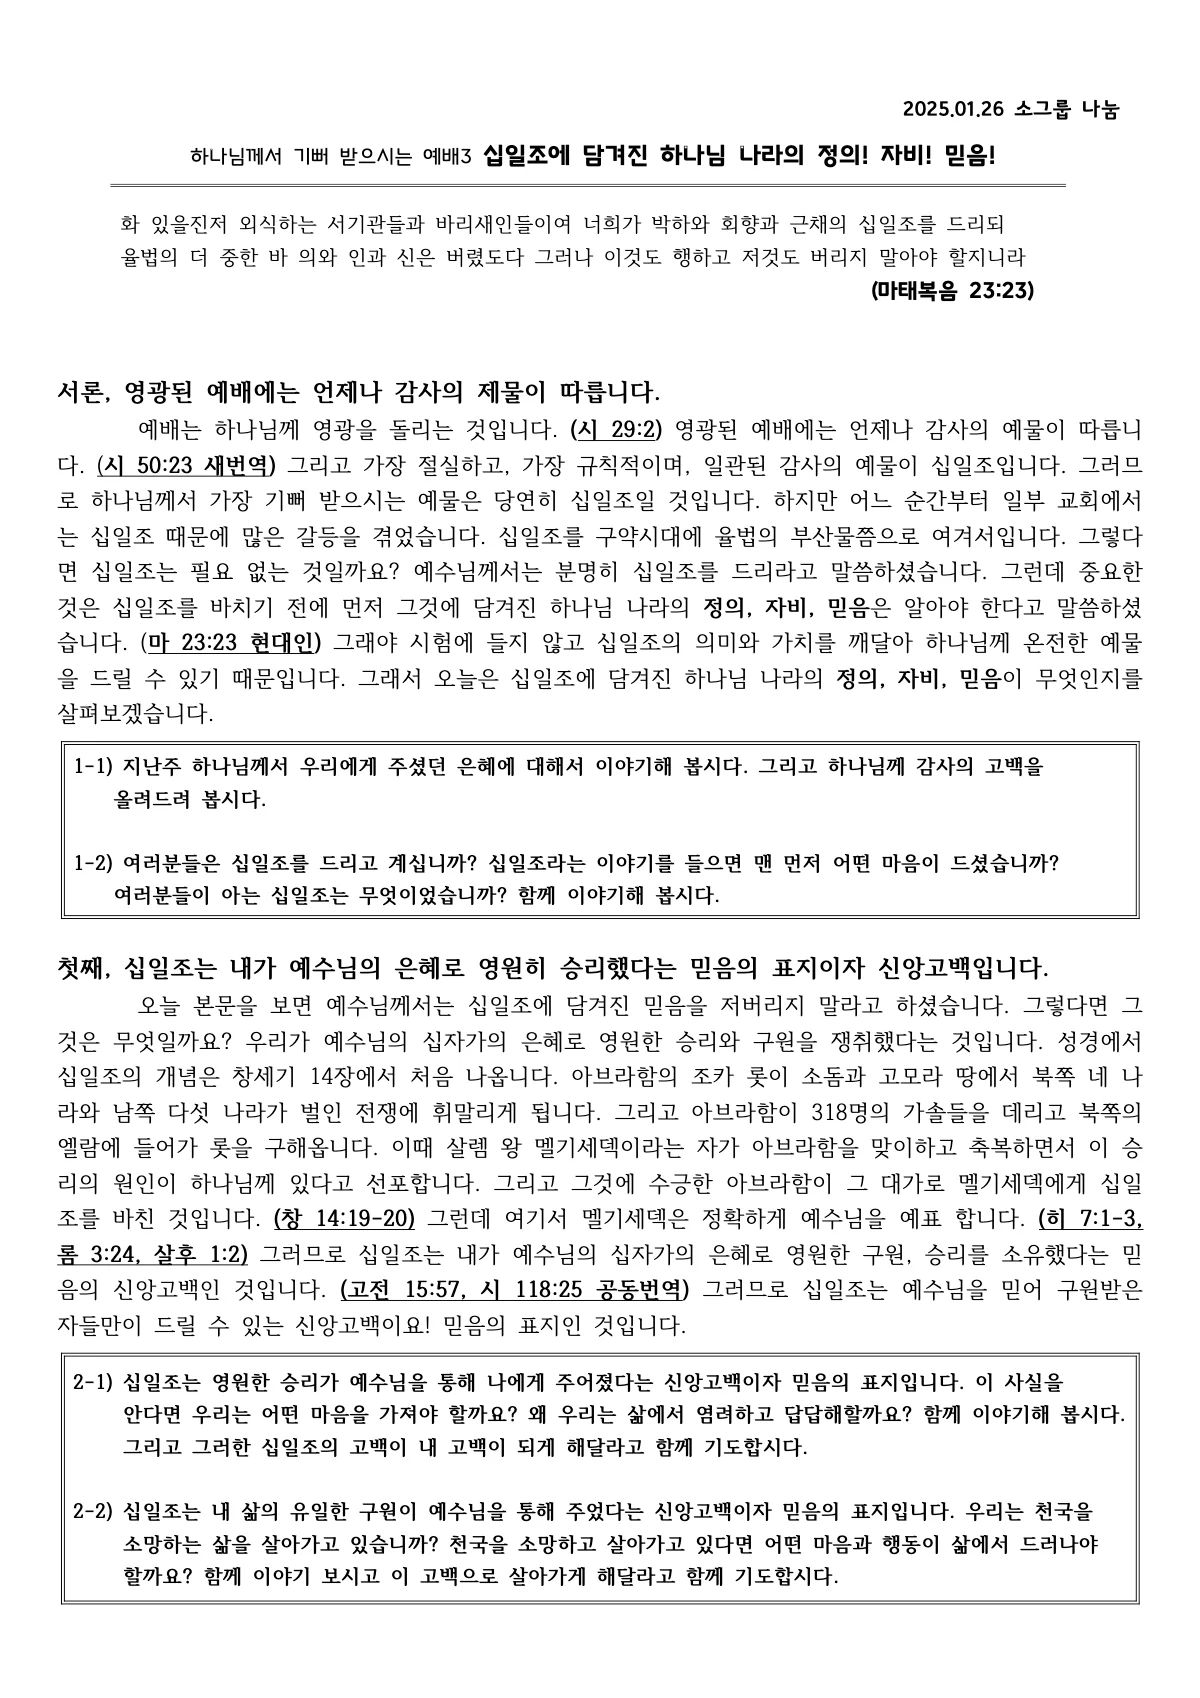 2025.01.26 소그룹 나눔
하나님께서 기뻐 받으시는 예배3 십일조에 담겨진 하나님 나라의 정의! 자비! 믿음!
화 있을진저 외식하는 서기관들과 바리새인들이여 너희가 박하와 회향과 근채의 십일조를 드리되
율법의 더 중한 바 의와 인과 신은 버렸도다 그러나 이것도 행하고 저것도 버리지 말아야 할지니라
(마태복음 23:23)
서론, 영광된 예배에는 언제나 감사의 제물이 따릅니다.
예배는 하나님께 영광을 돌리는 것입니다. (시 29:2) 영광된 예배에는 언제나 감사의 예물이 따릅니
다. (시 50:23 새번역) 그리고 가장 절실하고, 가장 규칙적이며, 일관된 감사의 예물이 십일조입니다. 그러므
로 하나님께서 가장 기뻐 받으시는 예물은 당연히 십일조일 것입니다. 하지만 어느 순간부터 일부 교회에서
는 십일조 때문에 많은 갈등을 겪었습니다. 십일조를 구약시대에 율법의 부산물쯤으로 여겨서입니다. 그렇다
면 십일조는 필요 없는 것일까요? 예수님께서는 분명히 십일조를 드리라고 말씀하셨습니다. 그런데 중요한
것은 십일조를 바치기 전에 먼저 그것에 담겨진 하나님 나라의 정의, 자비, 믿음은 알아야 한다고 말씀하셨
습니다. (마 23:23 현대인) 그래야 시험에 들지 않고 십일조의 의미와 가치를 깨달아 하나님께 온전한 예물
을 드릴 수 있기 때문입니다. 그래서 오늘은 십일조에 담겨진 하나님 나라의 정의, 자비, 믿음이 무엇인지를
살펴보겠습니다.
1-1) 지난주 하나님께서 우리에게 주셨던 은혜에 대해서 이야기해 봅시다. 그리고 하나님께 감사의 고백을
올려드려 봅시다.
1-2) 여러분들은 십일조를 드리고 계십니까? 십일조라는 이야기를 들으면 맨 먼저 어떤 마음이 드셨습니까?
여러분들이 아는 십일조는 무엇이었습니까? 함께 이야기해 봅시다.
첫째, 십일조는 내가 예수님의 은혜로 영원히 승리했다는 믿음의 표지이자 신앙고백입니다.
오늘 본문을 보면 예수님께서는 십일조에 담겨진 믿음을 저버리지 말라고 하셨습니다. 그렇다면 그
것은 무엇일까요? 우리가 예수님의 십자가의 은혜로 영원한 승리와 구원을 쟁취했다는 것입니다. 성경에서
십일조의 개념은 창세기 14장에서 처음 나옵니다. 아브라함의 조카 롯이 소돔과 고모라 땅에서 북쪽 네 나
라와 남쪽 다섯 나라가 벌인 전쟁에 휘말리게 됩니다. 그리고 아브라함이 318명의 가솔들을 데리고 북쪽의
엘람에 들어가 롯을 구해옵니다. 이때 살렘 왕 멜기세덱이라는 자가 아브라함을 맞이하고 축복하면서 이 승
리의 원인이 하나님께 있다고 선포합니다. 그리고 그것에 수긍한 아브라함이 그 대가로 멜기세덱에게 십일
조를 바친 것입니다. (창 14:19-20) 그런데 여기서 멜기세덱은 정확하게 예수님을 예표 합니다. (히 7:1-3,
롬 3:24, 살후 1:2) 그러므로 십일조는 내가 예수님의 십자가의 은혜로 영원한 구원, 승리를 소유했다는 믿
음의 신앙고백인 것입니다. (고전 15:57, 시 118:25 공동번역) 그러므로 십일조는 예수님을 믿어 구원받은
자들만이 드릴 수 있는 신앙고백이요! 믿음의 표지인 것입니다.
2-1) 십일조는 영원한 승리가 예수님을 통해 나에게 주어졌다는 신앙고백이자 믿음의 표지입니다. 이 사실을
안다면 우리는 어떤 마음을 가져야 할까요? 왜 우리는 삶에서 염려하고 답답해할까요? 함께 이야기해 봅시다.
그리고 그러한 십일조의 고백이 내 고백이 되게 해달라고 함께 기도합시다.
2-2) 십일조는 내 삶의 유일한 구원이 예수님을 통해 주었다는 신앙고백이자 믿음의 표지입니다. 우리는 천국을
소망하는 삶을 살아가고 있습니까? 천국을 소망하고 살아가고 있다면 어떤 마음과 행동이 삶에서 드러나야
할까요? 함께 이야기 보시고 이 고백으로 살아가게 해달라고 함께 기도합시다.